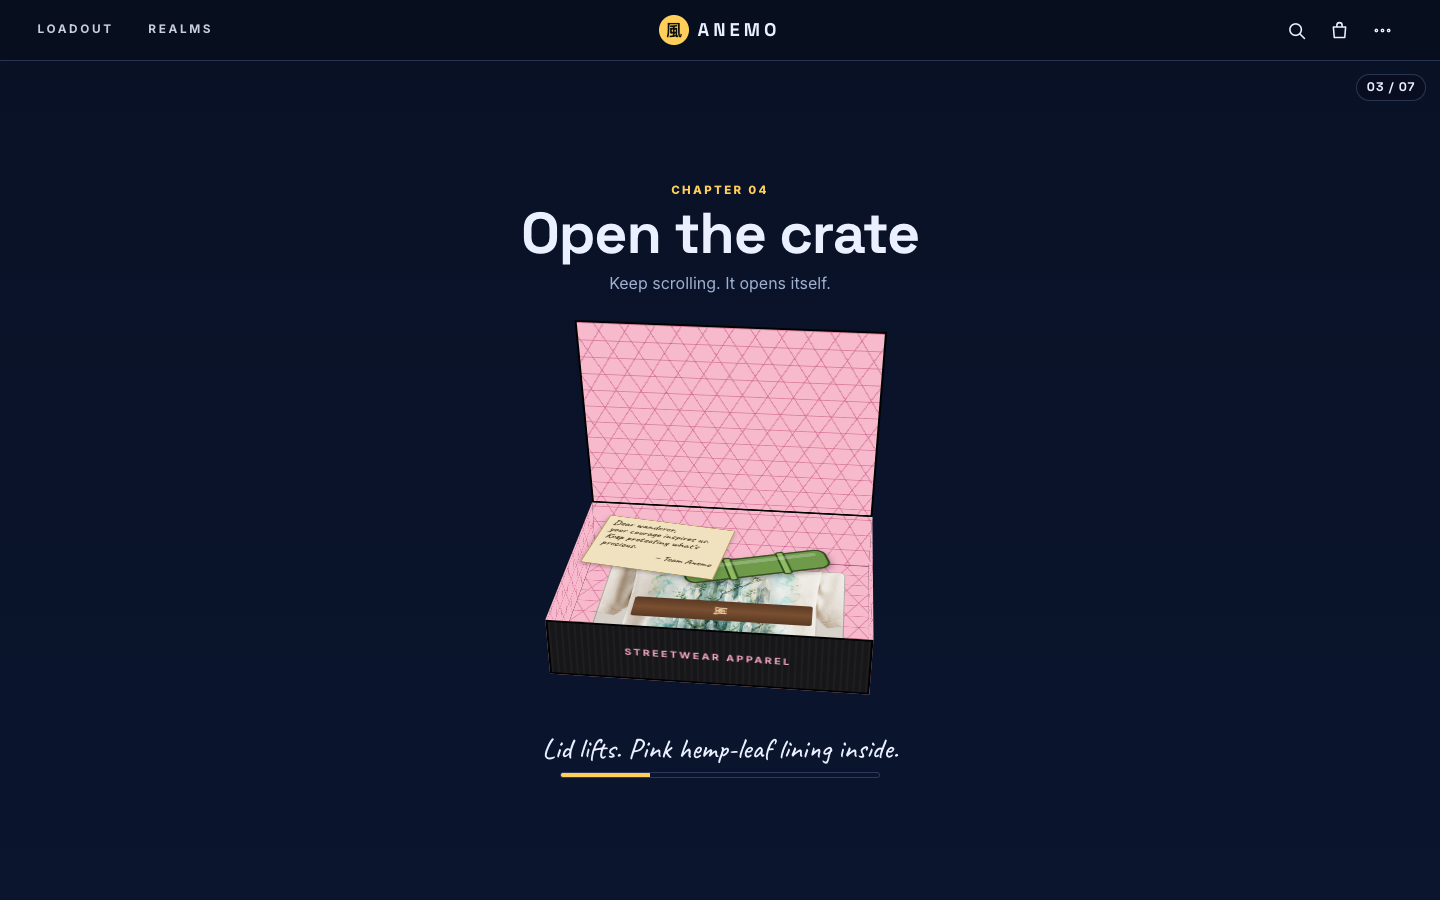 LOADOUT
REALMS
風 ANEMO
03 / 07
CHAPTER 04
Open the crate
Keep scrolling. It opens itself.
Dear wanderer,
your courage inspires us.
Keep protecting what's
precious.
— Team Anemo
STREETWEAR APPAREL
Lid lifts. Pink hemp-leaf lining inside.